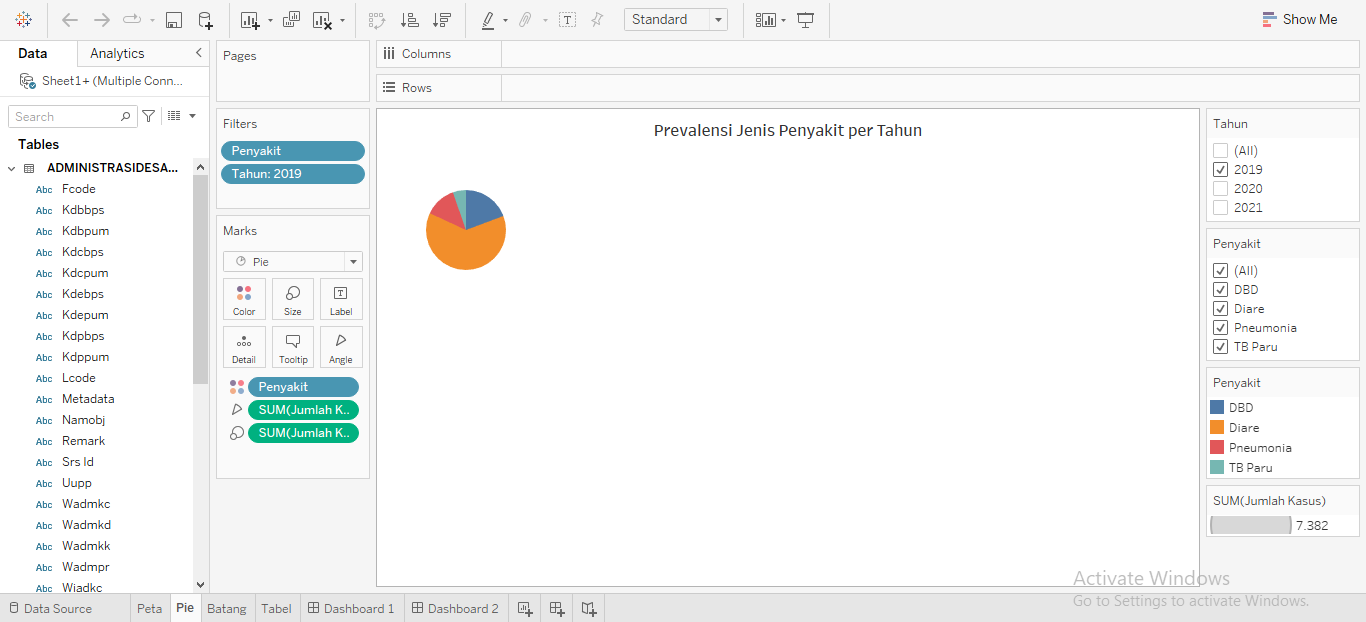 Standard
Show Me
Data
Analytics
Sheet1+ (Multiple Conn...
Search
Tables
ADMINISTRASIDESA...
Abc Fcode
Abc Kdbbps
Abc Kdbpum
Abc Kdcbps
Abc Kdcpum
Abc Kdebps
Abc Kdepum
Abc Kdpbps
Abc Kdppum
Abc Lcode
Abc Metadata
Abc Namobj
Abc Remark
Abc Srs Id
Abc Uupp
Abc Wadmkc
Abc Wadmkd
Abc Wadmkk
Abc Wadmpr
Abc Wiadkc
Pages
Filters
Penyakit
Tahun: 2019
Marks
Pie
Color
Size
Label
Detail
Tooltip
Angle
Penyakit
SUM(Jumlah K..
SUM(Jumlah K..
Columns
Rows
Prevalensi Jenis Penyakit per Tahun
Tahun
(All)
2019
2020
2021
Penyakit
(All)
DBD
Diare
Pneumonia
TB Paru
Penyakit
DBD
Diare
Pneumonia
TB Paru
SUM(Jumlah Kasus)
7.382
Activate Windows
Go to Settings to activate Windows.
Data Source
Peta
Pie
Batang
Tabel
Dashboard 1
Dashboard 2